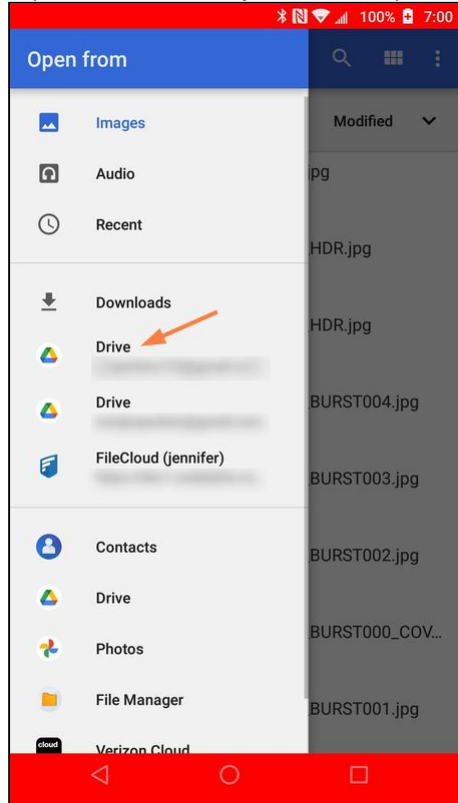 100% 7:00
Open from
Images
Modified
Audio
jpg
Recent
HDR.jpg
Downloads
HDR.jpg
Drive
Drive
BURST004.jpg
FileCloud (jennifer)
BURST003.jpg
Contacts
BURST002.jpg
Drive
Photos
BURST000_COV...
File Manager
BURST001.jpg
cloud
Verizon Cloud